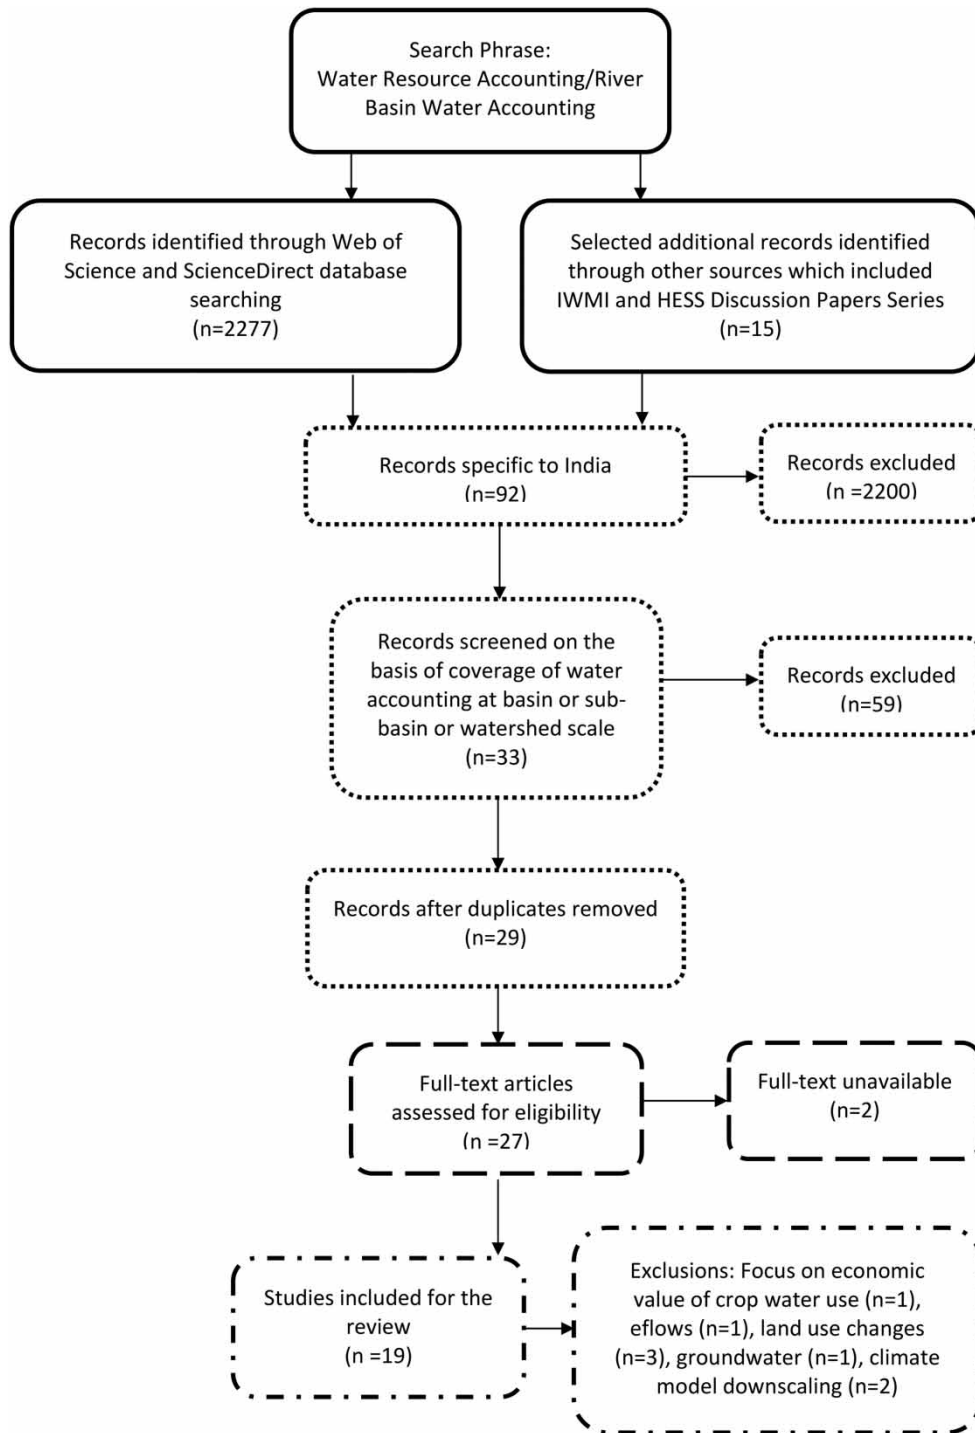 Search Phrase:
Water Resource Accounting/River
Basin Water Accounting
Records identified through Web of
Science and ScienceDirect database
searching
(n=2277)
Selected additional records identified
through other sources which included
IWMI and HESS Discussion Papers Series
(n=15)
Records specific to India
(n=92)
Records excluded
(n =2200)
Records screened on the
basis of coverage of water
accounting at basin or sub-
basin or watershed scale
(n=33)
Records excluded
(n=59)
Records after duplicates removed
(n=29)
Full-text articles
assessed for eligibility
(n =27)
Full-text unavailable
(n=2)
Studies included for the
review
(n =19)
Exclusions: Focus on economic
value of crop water use (n=1),
eflows (n=1), land use changes
(n=3), groundwater (n=1), climate
model downscaling (n=2)